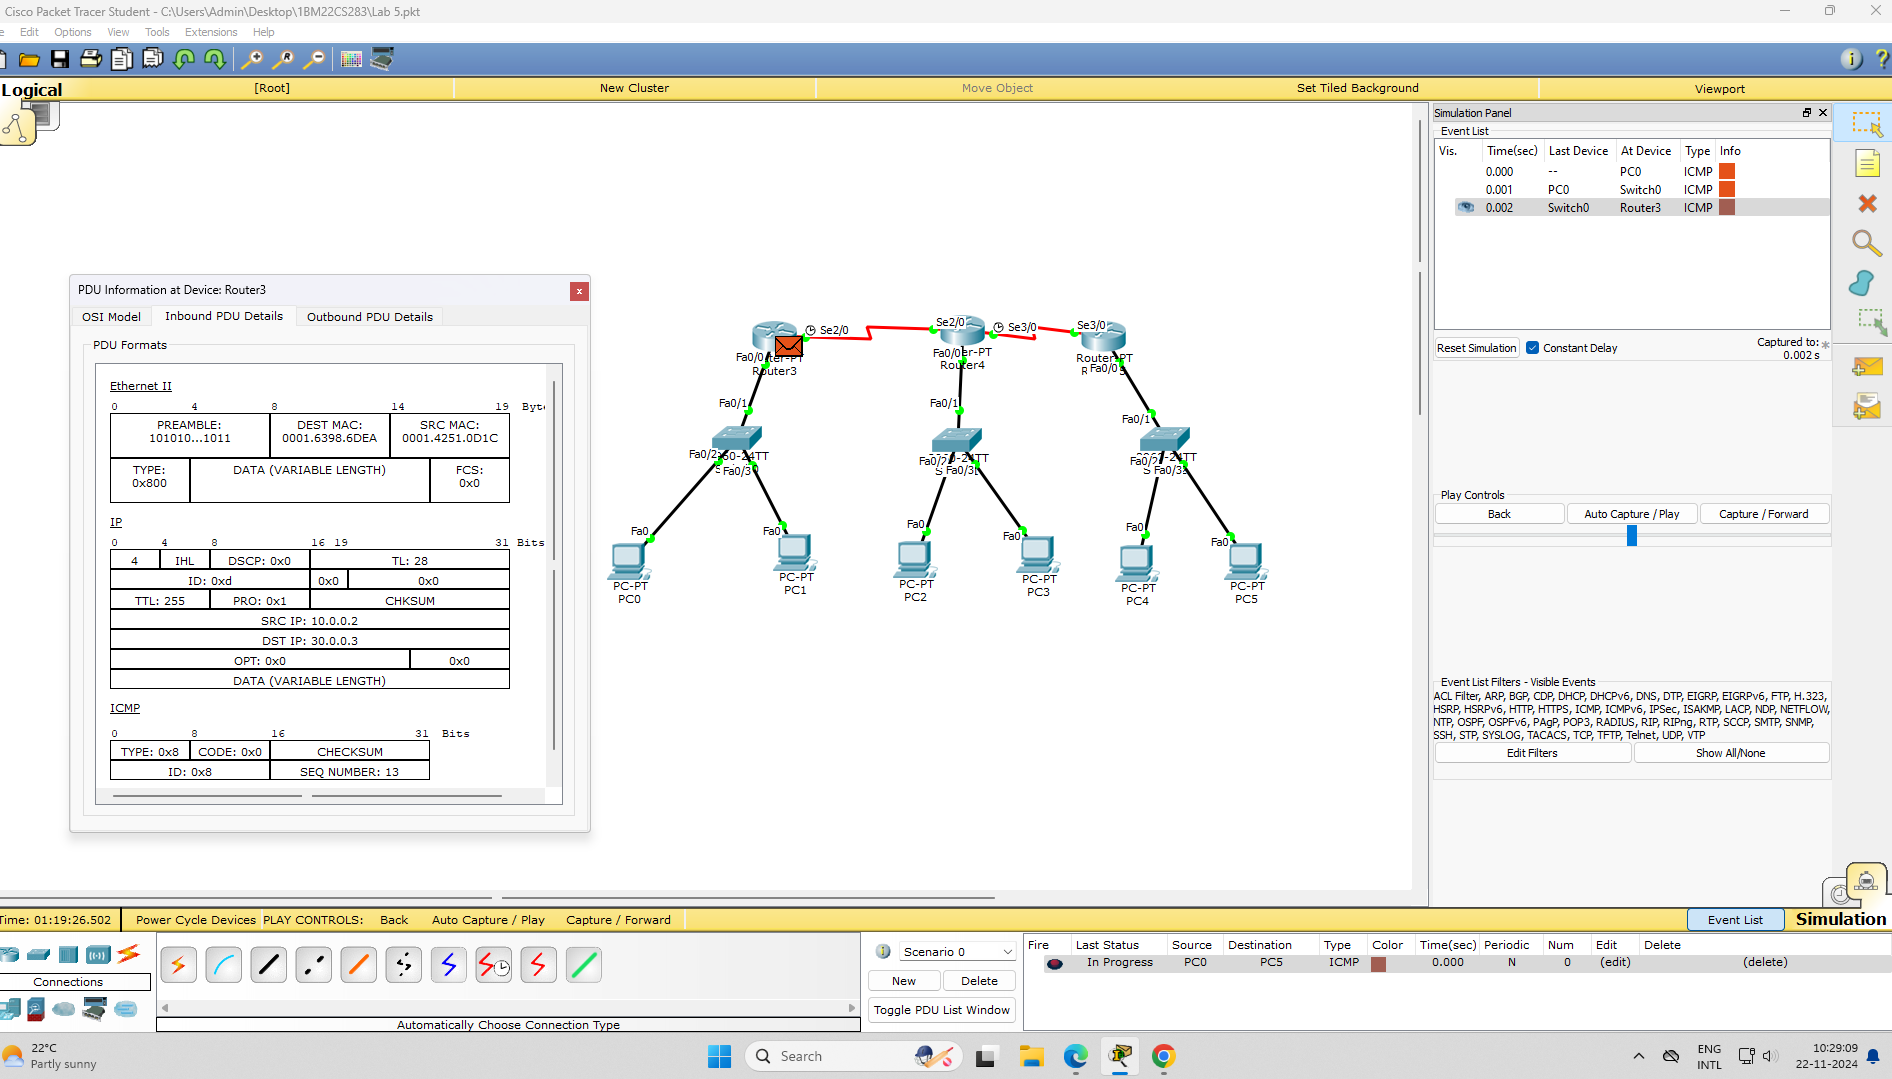 Cisco Packet Tracer Student - C:\Users\Admin\Desktop\1BM22CS283\Lab 5.pkt
e Edit Options View Tools Extensions Help
Logical [Root] New Cluster Move Object Set Tiled Background Viewport
Simulation Panel
Event List
Vis. Time(sec) Last Device At Device Type Info
0.000 -- PC0 ICMP
0.001 PC0 Switch0 ICMP
0.002 Switch0 Router3 ICMP
Reset Simulation Constant Delay Captured to: *
0.002 s
Play Controls
Back Auto Capture / Play Capture / Forward
Event List Filters - Visible Events
ACL Filter, ARP, BGP, CDP, DHCP, DHCPv6, DNS, DTP, EIGRP, EIGRPv6, FTP, H.323,
HSRP, HSRPv6, HTTP, HTTPS, ICMP, ICMPv6, IPSec, ISAKMP, LACP, NDP, NETFLOW,
NTP, OSPF, OSPFv6, PAgP, POP3, RADIUS, RIP, RIPng, RTP, SCCP, SMTP, SNMP,
SSH, STP, SYSLOG, TACACS, TCP, TFTP, Telnet, UDP, VTP
Edit Filters Show All/None
PDU Information at Device: Router3 x
OSI Model Inbound PDU Details Outbound PDU Details
PDU Formats
Ethernet II
0 4 8 14 19 Byte
PREAMBLE: DEST MAC: SRC MAC:
101010...1011 0001.6398.6DEA 0001.4251.0D1C
TYPE: DATA (VARIABLE LENGTH) FCS:
0x800 0x0
IP
0 4 8 16 19 31 Bits
4 IHL DSCP: 0x0 TL: 28
ID: 0xd 0x0 0x0
TTL: 255 PRO: 0x1 CHKSUM
SRC IP: 10.0.0.2
DST IP: 30.0.0.3
OPT: 0x0 0x0
DATA (VARIABLE LENGTH)
ICMP
0 8 16 31 Bits
TYPE: 0x8 CODE: 0x0 CHECKSUM
ID: 0x8 SEQ NUMBER: 13
Se2/0 Se2/0 Se3/0 Se3/0
Fa0/0 Fa0/0 er-PT Router-PT
Router3 Router4 Fa0/0
Fa0/1 Fa0/1 Fa0/1
Fa0/2 60-24TT Fa0/2 -24TT Fa0/2 -24TT
Fa0/3 Fa0/3 Fa0/3
Fa0 Fa0 Fa0 Fa0 Fa0 Fa0
PC-PT PC-PT PC-PT PC-PT PC-PT PC-PT
PC0 PC1 PC2 PC3 PC4 PC5
Time: 01:19:26.502 Power Cycle Devices PLAY CONTROLS: Back Auto Capture / Play Capture / Forward Event List Simulation
Connections
Automatically Choose Connection Type
Scenario 0
New Delete
Toggle PDU List Window
Fire Last Status Source Destination Type Color Time(sec) Periodic Num Edit Delete
In Progress PC0 PC5 ICMP 0.000 N 0 (edit) (delete)
22°C
Partly sunny
Search
ENG
INTL
10:29:09
22-11-2024